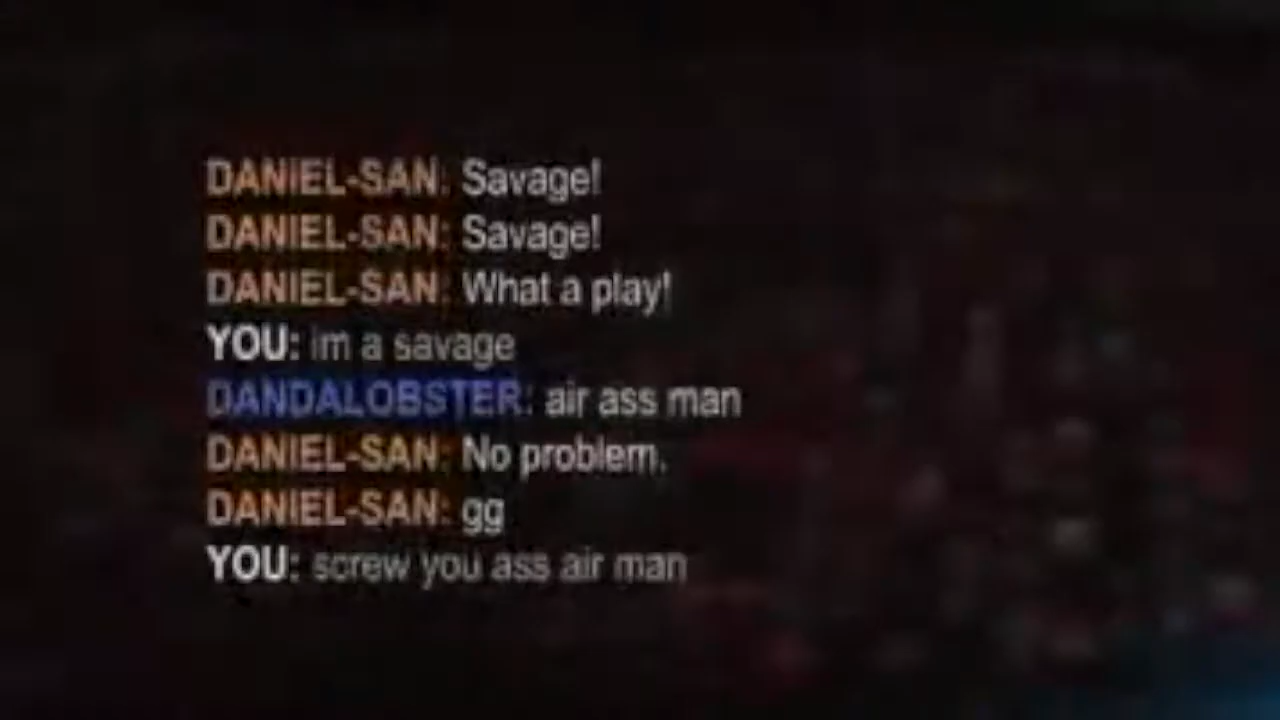 DANIEL-SAN: Savage!
DANIEL-SAN: Savage!
DANIEL-SAN: What a play!
YOU: im a savage
DANDALOBSTER: air ass man
DANIEL-SAN: No problem.
DANIEL-SAN: gg
YOU: screw you ass air man